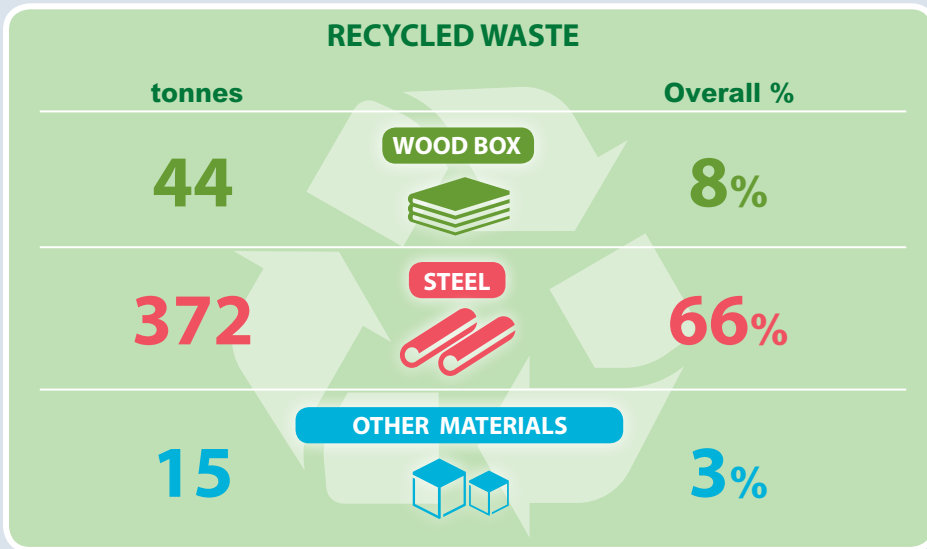 RECYCLED WASTE
tonnes Overall %
WOOD BOX
44 8%
STEEL
372 66%
OTHER MATERIALS
15 3%